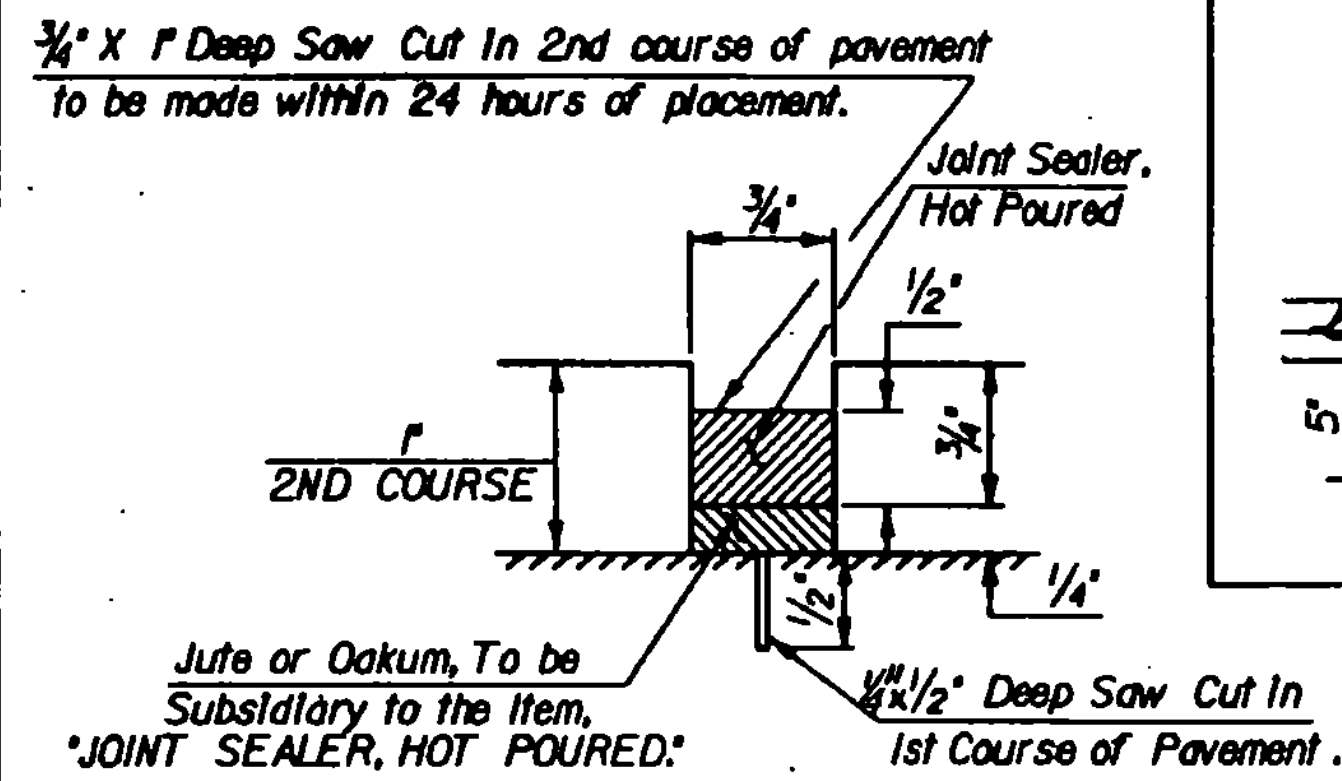 3/4" X 1" Deep Saw Cut In 2nd course of pavement
to be made within 24 hours of placement.
Joint Sealer,
Hot Poured
3/4"
1/2"
1"
2ND COURSE
3/4"
5"
1/2"
1/4"
Jute or Oakum, To be
Subsidiary to the Item,
"JOINT SEALER, HOT POURED."
1/4"x1/2" Deep Saw Cut In
1st Course of Pavement.